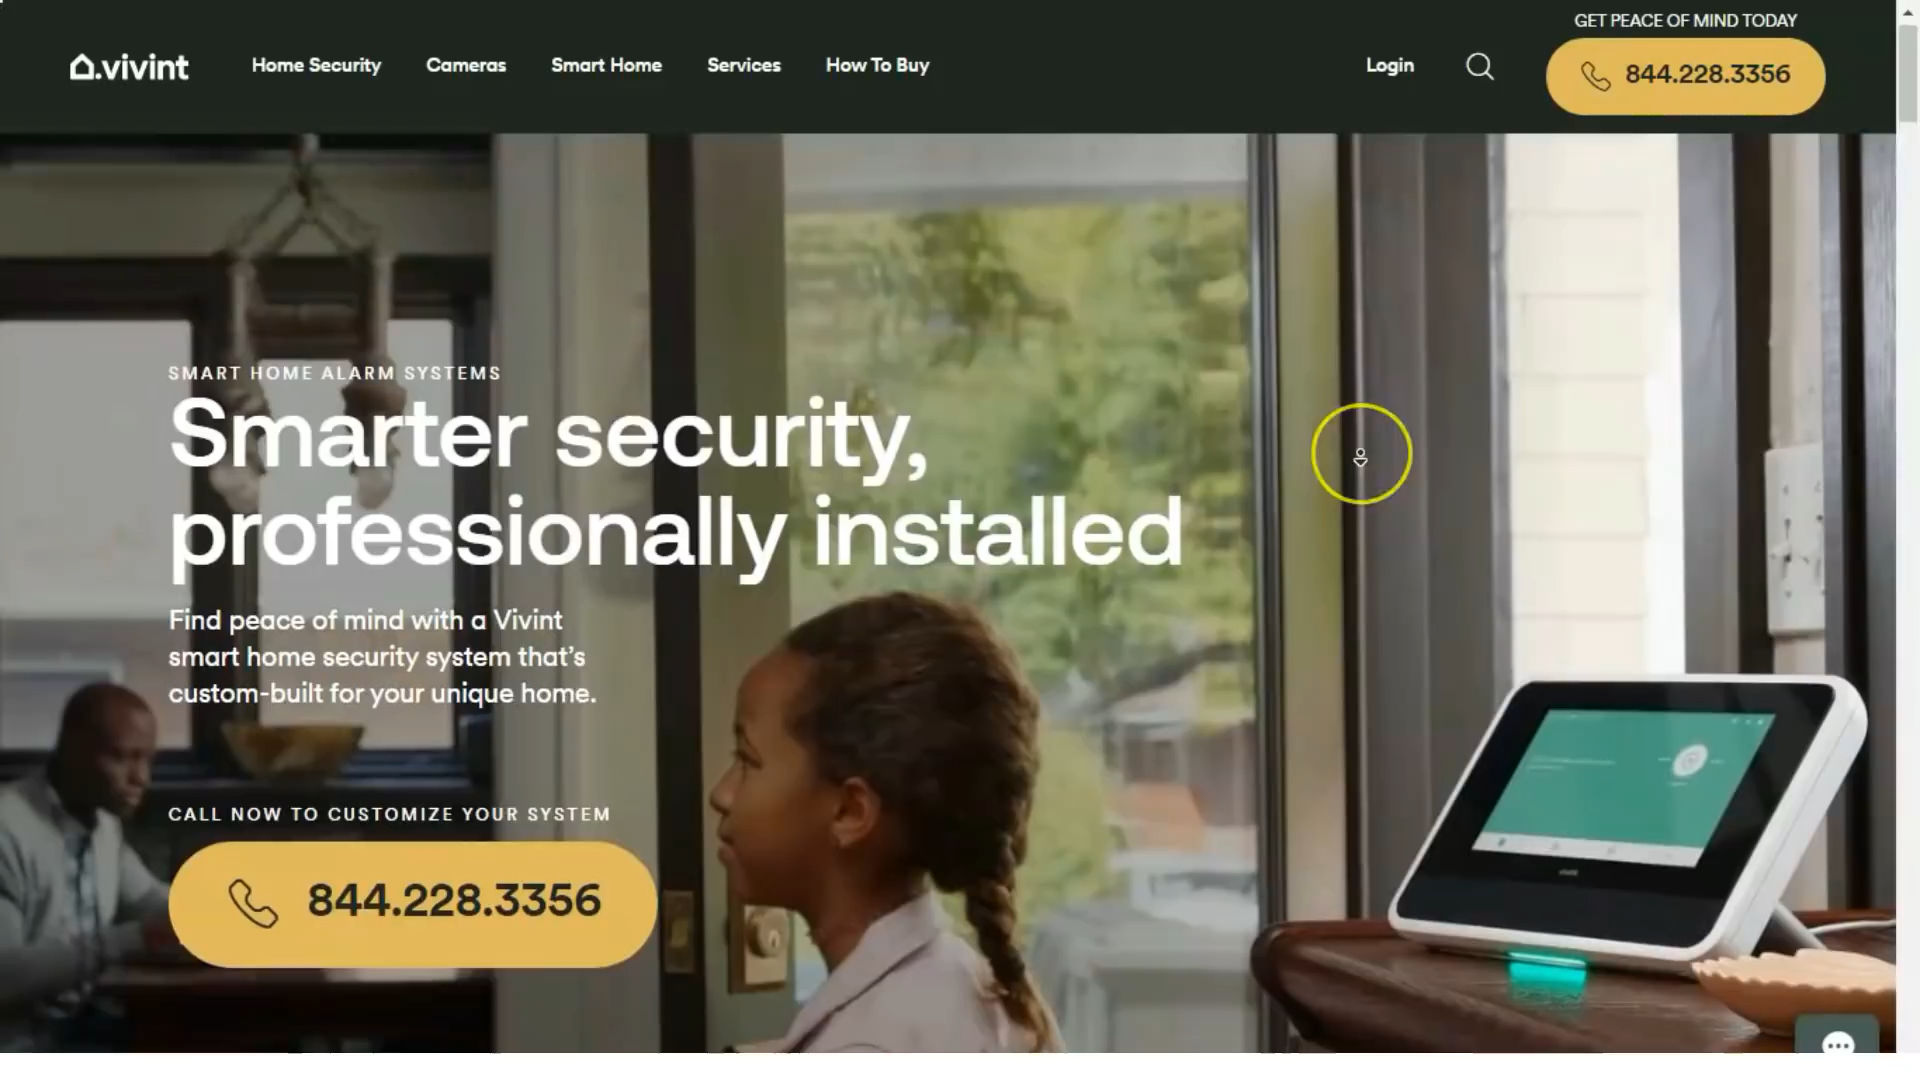 GET PEACE OF MIND TODAY
vivint
Home Security
Cameras
Smart Home
Services
How To Buy
Login
844.228.3356
SMART HOME ALARM SYSTEMS
Smarter security,
professionally installed
Find peace of mind with a Vivint
smart home security system that's
custom-built for your unique home.
CALL NOW TO CUSTOMIZE YOUR SYSTEM
844.228.3356